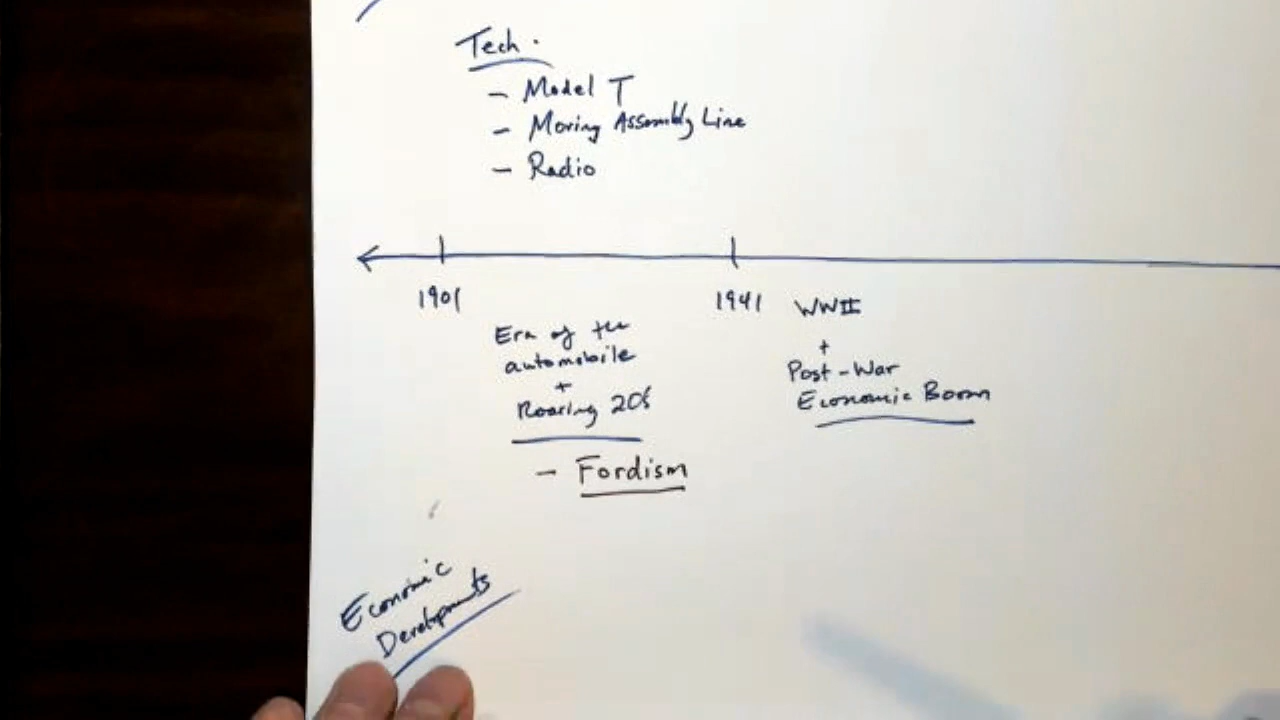 Tech.
- Model T
- Moving Assembly Line
- Radio
1901
1941
Era of the
automobile
+
Roaring 20s
- Fordism
WWII
+
Post-War
Economic Boom
Economic
Developments